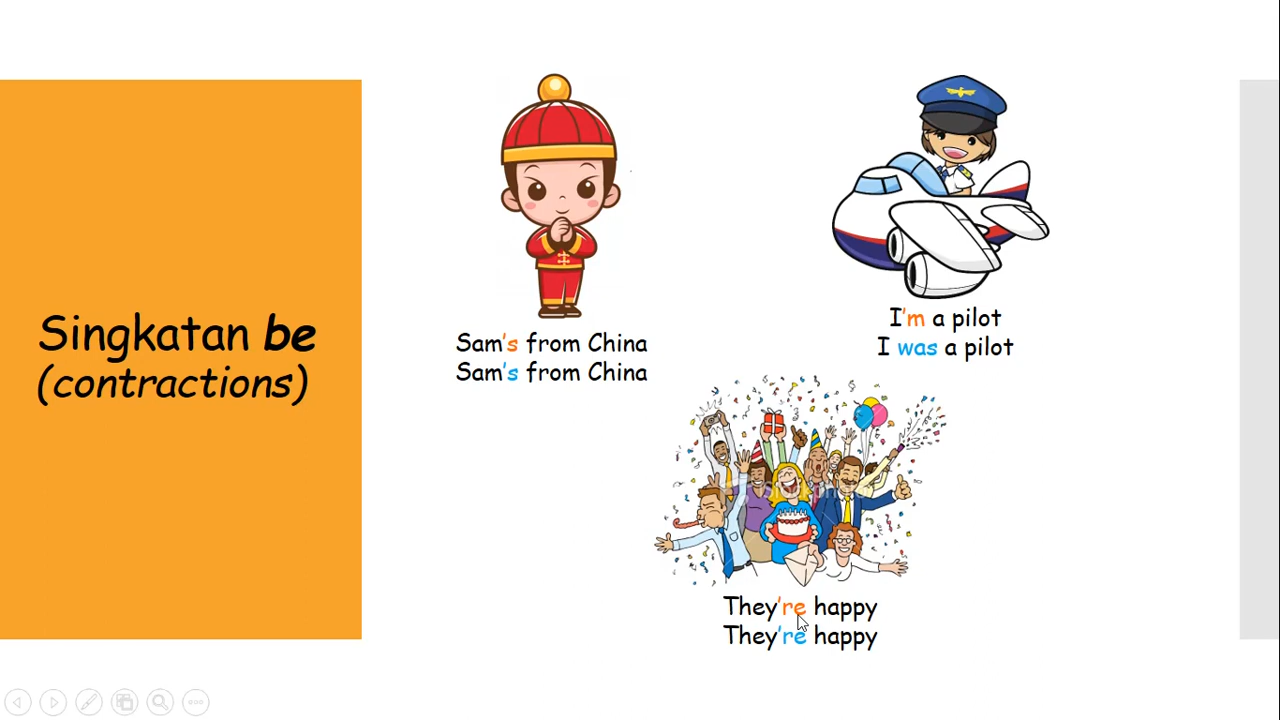 Singkatan be
(contractions)
Sam's from China
Sam's from China
I'm a pilot
I was a pilot
They're happy
They're happy